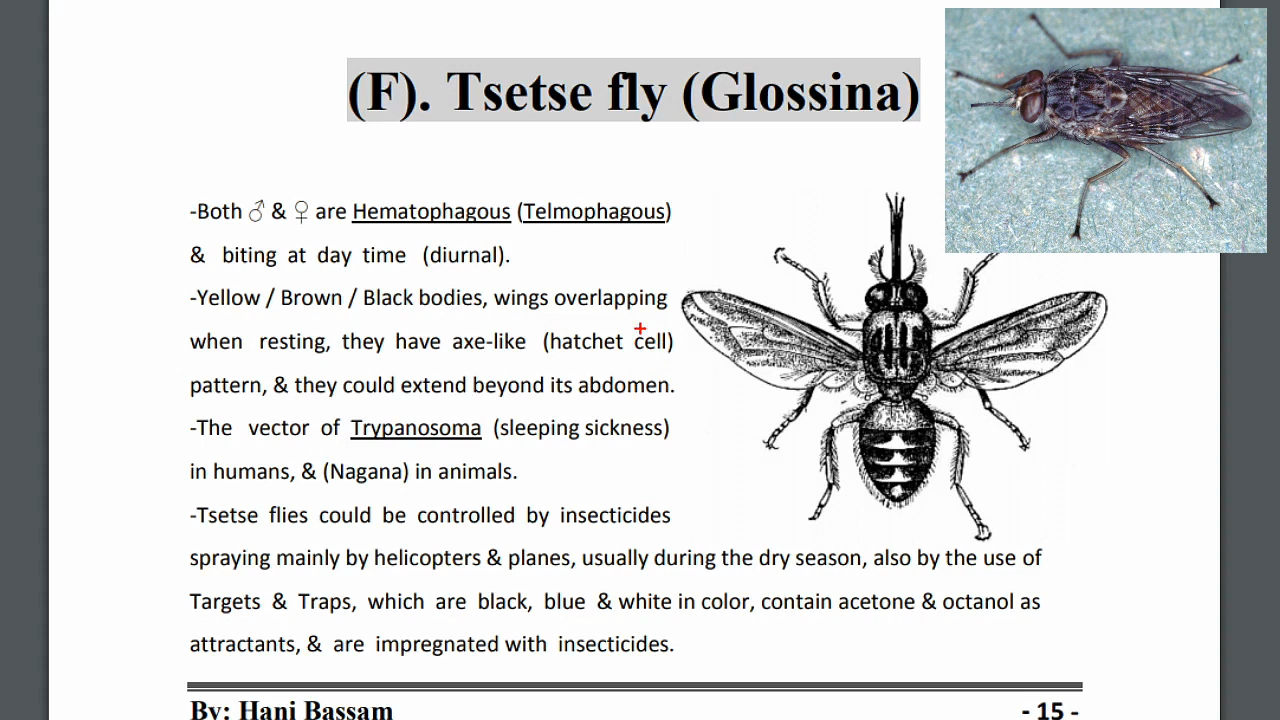 (F). Tsetse fly (Glossina)
-Both ♂ & ♀ are Hematophagous (Telmophagous)
& biting at day time (diurnal).
-Yellow / Brown / Black bodies, wings overlapping
when resting, they have axe-like (hatchet cell)
pattern, & they could extend beyond its abdomen.
-The vector of Trypanosoma (sleeping sickness)
in humans, & (Nagana) in animals.
-Tsetse flies could be controlled by insecticides
spraying mainly by helicopters & planes, usually during the dry season, also by the use of
Targets & Traps, which are black, blue & white in color, contain acetone & octanol as
attractants, & are impregnated with insecticides.
By: Hani Bassam - 15 -